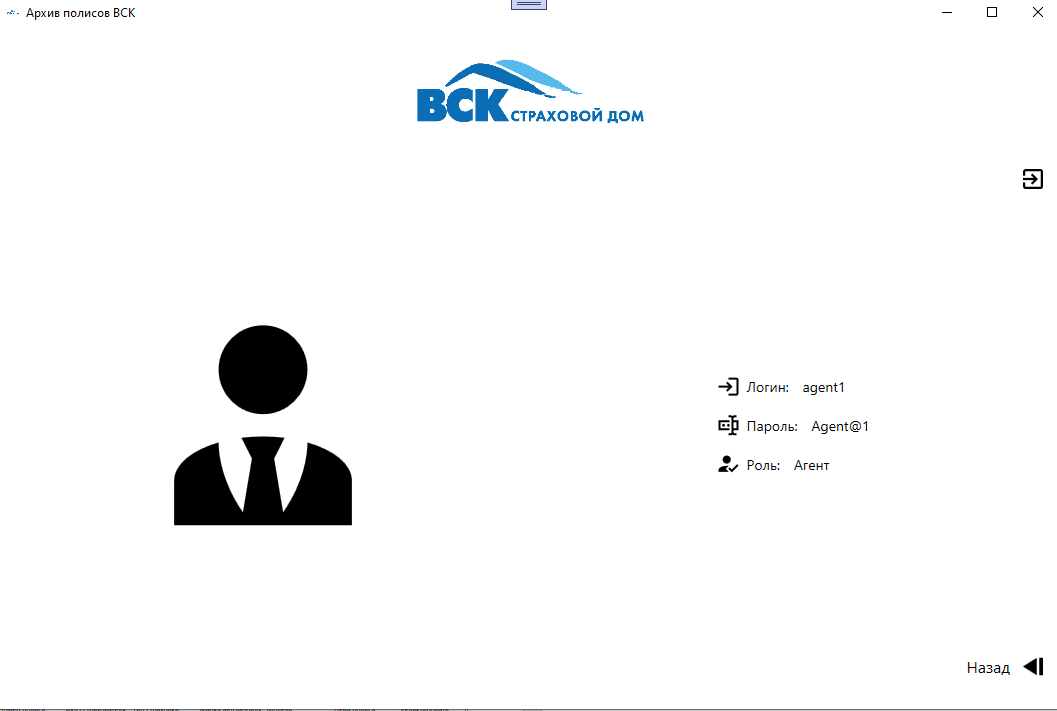 Архив полисов ВСК
ВСК СТРАХОВОЙ ДОМ
Логин: agent1
Пароль: Agent@1
Роль: Агент
Назад